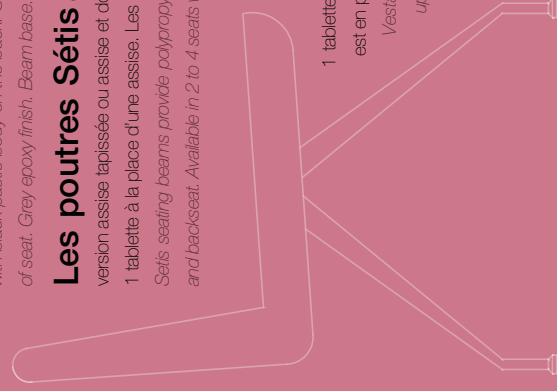 of seat. Grey epoxy finish. Beam base.
Les poutres Sétis
version assise tapissée ou assise et do
1 tablette à la place d'une assise. Les
Setis seating beams provide polypropy
and backseat. Available in 2 to 4 seats
1 tablette
est en p
Vesta
up